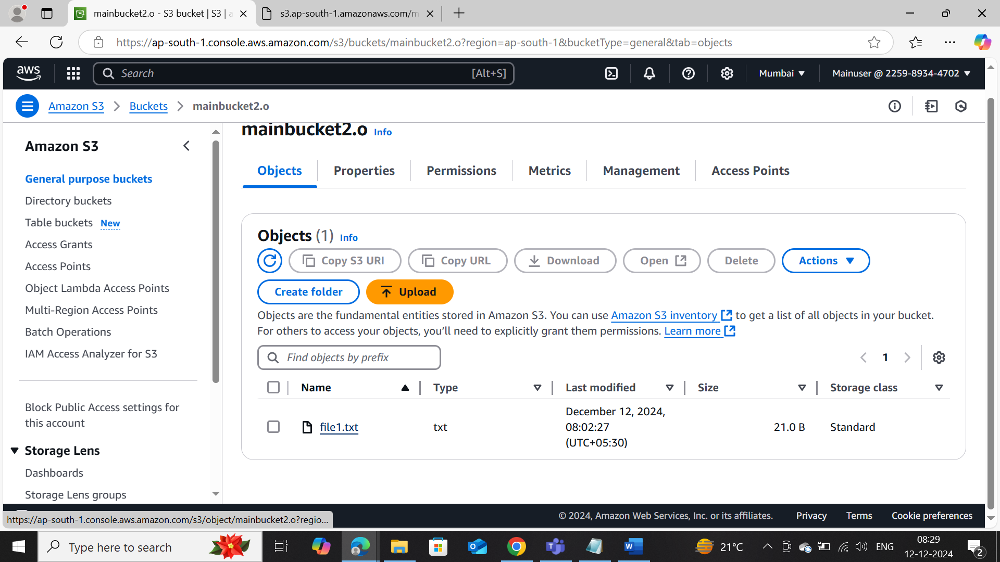 mainbucket2.o - S3 bucket | S3 | a
s3.ap-south-1.amazonaws.com/m
https://ap-south-1.console.aws.amazon.com/s3/buckets/mainbucket2.o?region=ap-south-1&bucketType=general&tab=objects
aws
Search
[Alt+S]
Mumbai
Mainuser @ 2259-8934-4702
Amazon S3
Buckets
mainbucket2.o
Amazon S3
General purpose buckets
Directory buckets
Table buckets New
Access Grants
Access Points
Object Lambda Access Points
Multi-Region Access Points
Batch Operations
IAM Access Analyzer for S3
Block Public Access settings for
this account
Storage Lens
Dashboards
Storage Lens groups
mainbucket2.o Info
Objects
Properties
Permissions
Metrics
Management
Access Points
Objects (1) Info
Copy S3 URI
Copy URL
Download
Open
Delete
Actions
Create folder
Upload
Objects are the fundamental entities stored in Amazon S3. You can use Amazon S3 inventory to get a list of all objects in your bucket.
For others to access your objects, you’ll need to explicitly grant them permissions. Learn more
Find objects by prefix
1
Name
Type
Last modified
Size
Storage class
file1.txt
txt
December 12, 2024,
08:02:27
(UTC+05:30)
21.0 B
Standard
https://ap-south-1.console.aws.amazon.com/s3/object/mainbucket2.o?regio...
© 2024, Amazon Web Services, Inc. or its affiliates.
Privacy
Terms
Cookie preferences
Type here to search
21°C
ENG
08:29
12-12-2024
2